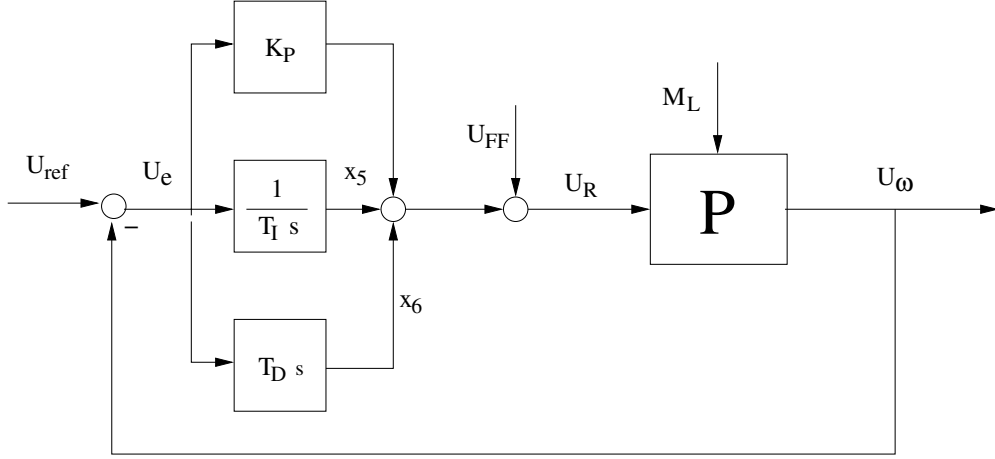 K_P
M_L
U_FF
U_ref
U_e
1
T_I s
x_5
U_R
P
U_ω
−
x_6
T_D s